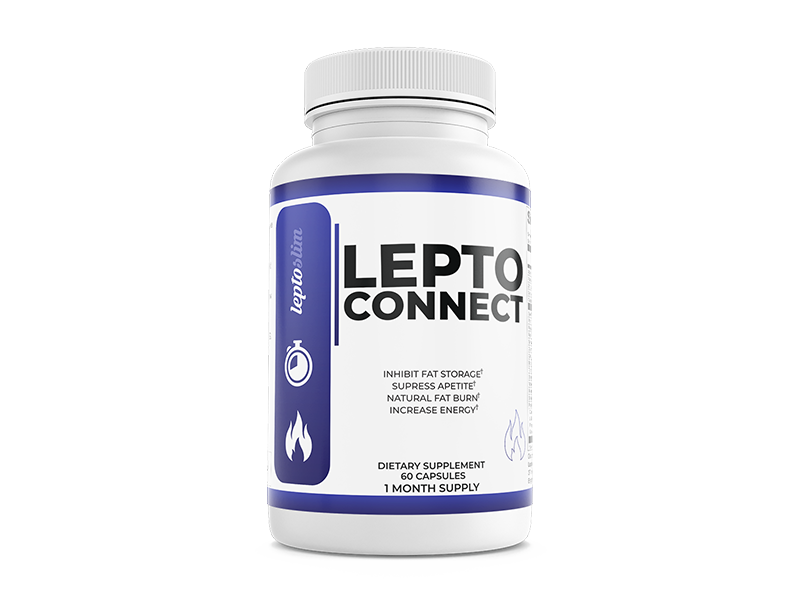 leptoslim
LEPTO
CONNECT
INHIBIT FAT STORAGE†
SUPRESS APETITE†
NATURAL FAT BURN†
INCREASE ENERGY†
DIETARY SUPPLEMENT
60 CAPSULES
1 MONTH SUPPLY